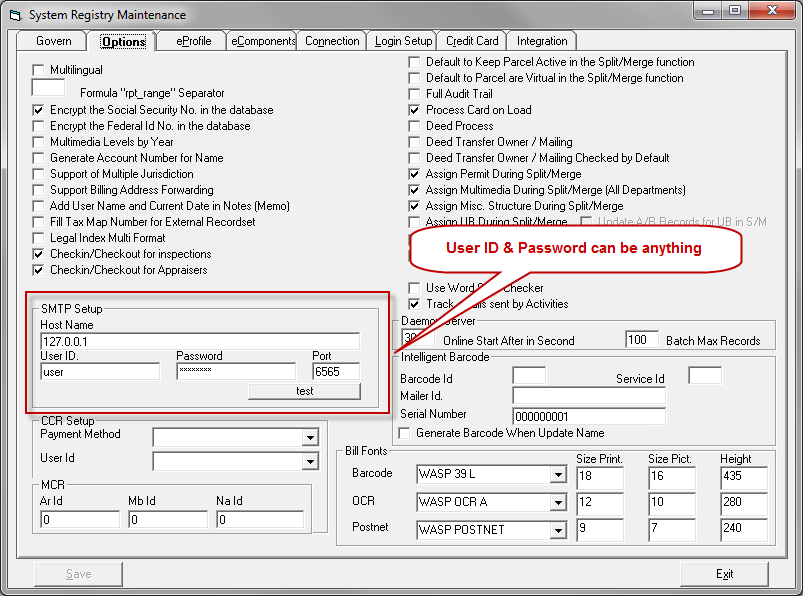 System Registry Maintenance
Govern Options eProfile eComponents Connection Login Setup Credit Card Integration
Multilingual
Formula "rpt_range" Separator
Encrypt the Social Security No. in the database
Encrypt the Federal Id No. in the database
Multimedia Levels by Year
Generate Account Number for Name
Support of Multiple Jurisdiction
Support Billing Address Forwarding
Add User Name and Current Date in Notes (Memo)
Fill Tax Map Number for External Recordset
Legal Index Multi Format
Checkin/Checkout for inspections
Checkin/Checkout for Appraisers
Default to Keep Parcel Active in the Split/Merge function
Default to Parcel are Virtual in the Split/Merge function
Full Audit Trail
Process Card on Load
Deed Process
Deed Transfer Owner / Mailing
Deed Transfer Owner / Mailing Checked by Default
Assign Permit During Split/Merge
Assign Multimedia During Split/Merge (All Departments)
Assign Misc. Structure During Split/Merge
Assign UB During Split/Merge Update A/R Records for UB in S/M
User ID & Password can be anything
Use Word Checker
Track sent by Activities
SMTP Setup
Host Name
127.0.0.1
User ID. Password Port
user ******** 6565
test
Daemon Server
30 Online Start After in Second 100 Batch Max Records
Intelligent Barcode
Barcode Id Service Id
Mailer Id.
Serial Number 000000001
Generate Barcode When Update Name
CCR Setup
Payment Method
User Id
MCR
Ar Id Mb Id Na Id
0 0 0
Bill Fonts Size Print. Size Pict. Height
Barcode WASP 39 L 18 16 435
OCR WASP OCR A 12 10 280
Postnet WASP POSTNET 9 7 240
Save Exit